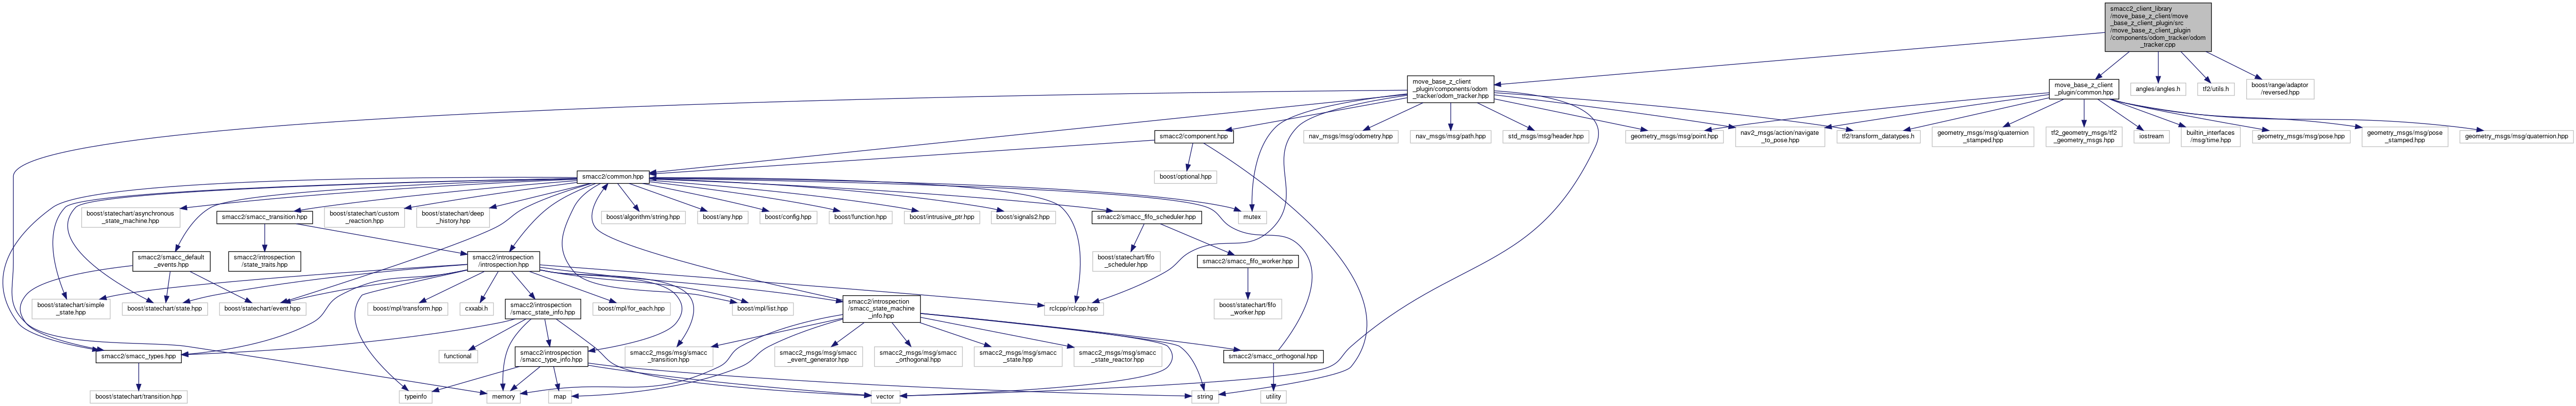 smacc2_client_library
/move_base_z_client/move
_base_z_client_plugin/src
/move_base_z_client_plugin
/components/odom_tracker/odom
_tracker.cpp
move_base_z_client
_plugin/components/odom
_tracker/odom_tracker.hpp
move_base_z_client
_plugin/common.hpp
angles/angles.h
tf2/utils.h
boost/range/adaptor
/reversed.hpp
smacc2/component.hpp
nav_msgs/msg/odometry.hpp
nav_msgs/msg/path.hpp
std_msgs/msg/header.hpp
geometry_msgs/msg/point.hpp
nav2_msgs/action/navigate
_to_pose.hpp
tf2/transform_datatypes.h
geometry_msgs/msg/quaternion
_stamped.hpp
tf2_geometry_msgs/tf2
_geometry_msgs.hpp
iostream
builtin_interfaces
/msg/time.hpp
geometry_msgs/msg/pose.hpp
geometry_msgs/msg/pose
_stamped.hpp
geometry_msgs/msg/quaternion.hpp
smacc2/common.hpp
boost/optional.hpp
boost/statechart/asynchronous
_state_machine.hpp
smacc2/smacc_transition.hpp
boost/statechart/custom
_reaction.hpp
boost/statechart/deep
_history.hpp
boost/algorithm/string.hpp
boost/any.hpp
boost/config.hpp
boost/function.hpp
boost/intrusive_ptr.hpp
boost/signals2.hpp
smacc2/smacc_fifo_scheduler.hpp
mutex
smacc2/smacc_default
_events.hpp
smacc2/introspection
/state_traits.hpp
smacc2/introspection
/introspection.hpp
boost/statechart/fifo
_scheduler.hpp
smacc2/smacc_fifo_worker.hpp
boost/statechart/simple
_state.hpp
boost/statechart/state.hpp
boost/statechart/event.hpp
boost/mpl/transform.hpp
cxxabi.h
smacc2/introspection
/smacc_state_info.hpp
boost/mpl/for_each.hpp
boost/mpl/list.hpp
smacc2/introspection
/smacc_state_machine
_info.hpp
rclcpp/rclcpp.hpp
boost/statechart/fifo
_worker.hpp
smacc2/smacc_types.hpp
functional
smacc2/introspection
/smacc_type_info.hpp
smacc2_msgs/msg/smacc
_transition.hpp
smacc2_msgs/msg/smacc
_event_generator.hpp
smacc2_msgs/msg/smacc
_orthogonal.hpp
smacc2_msgs/msg/smacc
_state.hpp
smacc2_msgs/msg/smacc
_state_reactor.hpp
smacc2/smacc_orthogonal.hpp
boost/statechart/transition.hpp
typeinfo
memory
map
vector
string
utility